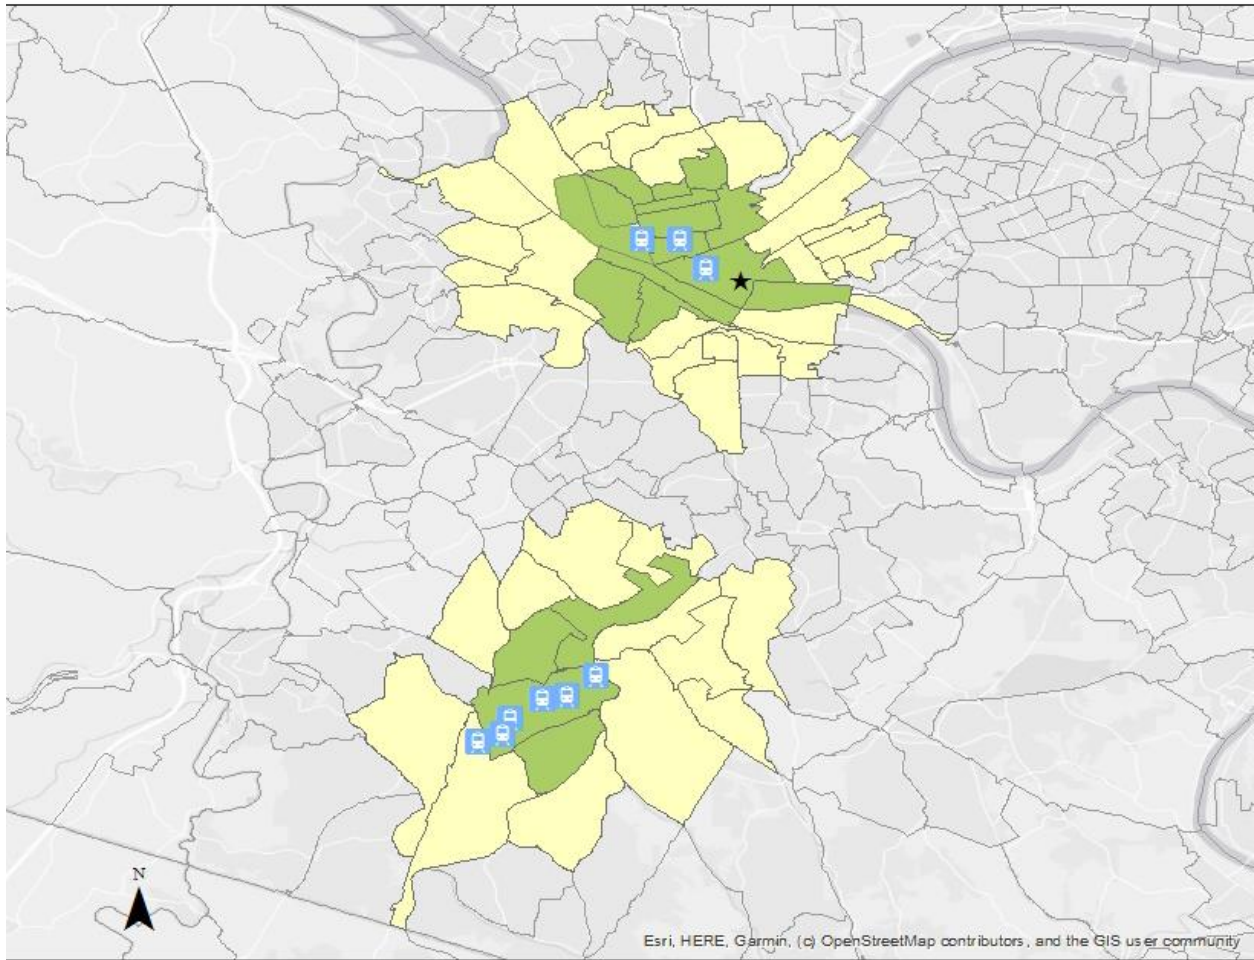 N
Esri, HERE, Garmin, (c) OpenStreetMap contributors, and the GIS user community